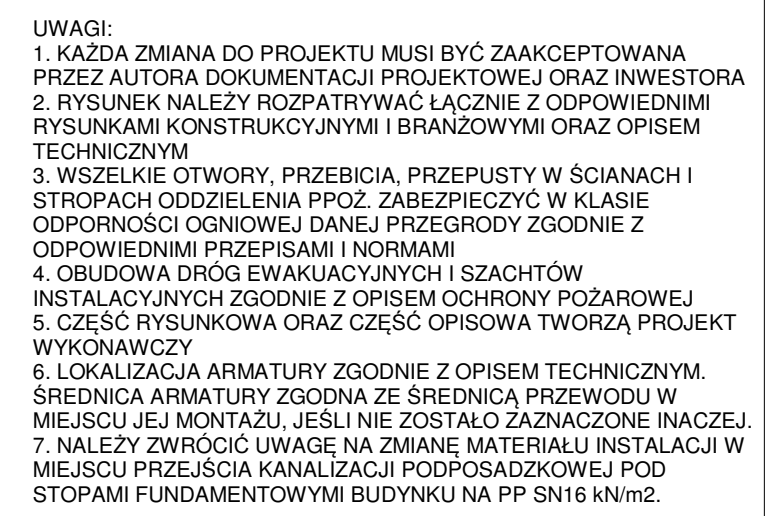 UWAGI:
1. KAŻDA ZMIANA DO PROJEKTU MUSI BYĆ ZAAKCEPTOWANA
PRZEZ AUTORA DOKUMENTACJI PROJEKTOWEJ ORAZ INWESTORA
2. RYSUNEK NALEŻY ROZPATRYWAĆ ŁĄCZNIE Z ODPOWIEDNIMI
RYSUNKAMI KONSTRUKCYJNYMI I BRANŻOWYMI ORAZ OPISEM
TECHNICZNYM
3. WSZELKIE OTWORY, PRZEBICIA, PRZEPUSTY W ŚCIANACH I
STROPACH ODDZIELENIA PPOŻ. ZABEZPIECZYĆ W KLASIE
ODPORNOŚCI OGNIOWEJ DANEJ PRZEGRODY ZGODNIE Z
ODPOWIEDNIMI PRZEPISAMI I NORMAMI
4. OBUDOWA DRÓG EWAKUACYJNYCH I SZACHTÓW
INSTALACYJNYCH ZGODNIE Z OPISEM OCHRONY POŻAROWEJ
5. CZĘŚĆ RYSUNKOWA ORAZ CZĘŚĆ OPISOWA TWORZĄ PROJEKT
WYKONAWCZY
6. LOKALIZACJA ARMATURY ZGODNIE Z OPISEM TECHNICZNYM.
ŚREDNICA ARMATURY ZGODNA ZE ŚREDNICĄ PRZEWODU W
MIEJSCU JEJ MONTAŻU, JEŚLI NIE ZOSTAŁO ZAZNACZONE INACZEJ.
7. NALEŻY ZWRÓCIĆ UWAGĘ NA ZMIANĘ MATERIAŁU INSTALACJI W
MIEJSCU PRZEJŚCIA KANALIZACJI PODPOSADZKOWEJ POD
STOPAMI FUNDAMENTOWYMI BUDYNKU NA PP SN16 kN/m2.